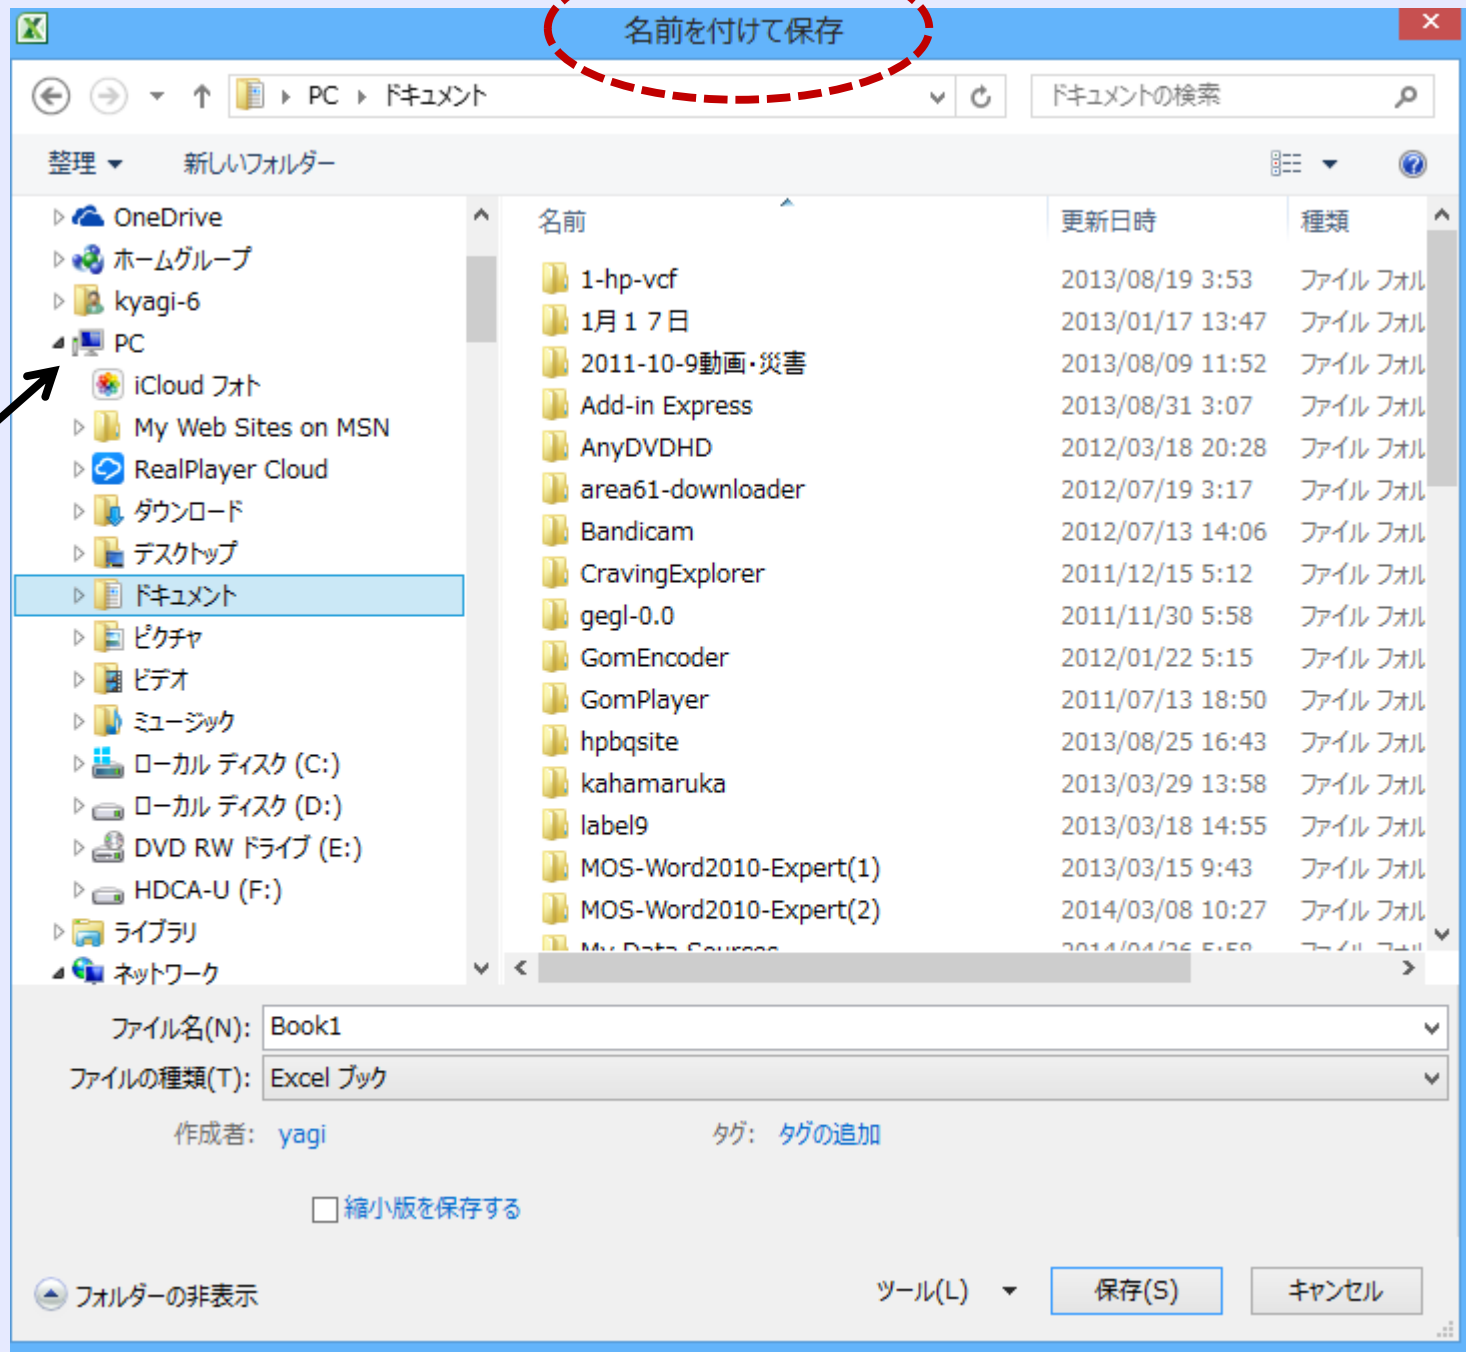 名前を付けて保存
PC ドキュメント
ドキュメントの検索
整理
新しいフォルダー
OneDrive
ホームグループ
kyagi-6
PC
iCloud フォト
My Web Sites on MSN
RealPlayer Cloud
ダウンロード
デスクトップ
ドキュメント
ピクチャ
ビデオ
ミュージック
ローカル ディスク (C:)
ローカル ディスク (D:)
DVD RW ドライブ (E:)
HDCA-U (F:)
ライブラリ
ネットワーク
名前 更新日時 種類
1-hp-vcf 2013/08/19 3:53 ファイル フォル
1月１７日 2013/01/17 13:47 ファイル フォル
2011-10-9動画・災害 2013/08/09 11:52 ファイル フォル
Add-in Express 2013/08/31 3:07 ファイル フォル
AnyDVDHD 2012/03/18 20:28 ファイル フォル
area61-downloader 2012/07/19 3:17 ファイル フォル
Bandicam 2012/07/13 14:06 ファイル フォル
CravingExplorer 2011/12/15 5:12 ファイル フォル
gegl-0.0 2011/11/30 5:58 ファイル フォル
GomEncoder 2012/01/22 5:15 ファイル フォル
GomPlayer 2011/07/13 18:50 ファイル フォル
hpbqsite 2013/08/25 16:43 ファイル フォル
kahamaruka 2013/03/29 13:58 ファイル フォル
label9 2013/03/18 14:55 ファイル フォル
MOS-Word2010-Expert(1) 2013/03/15 9:43 ファイル フォル
MOS-Word2010-Expert(2) 2014/03/08 10:27 ファイル フォル
My Data Sources 2014/04/26 5:58 ファイル フォル
ファイル名(N): Book1
ファイルの種類(T): Excel ブック
作成者: yagi
タグ: タグの追加
縮小版を保存する
フォルダーの非表示
ツール(L)
保存(S)
キャンセル